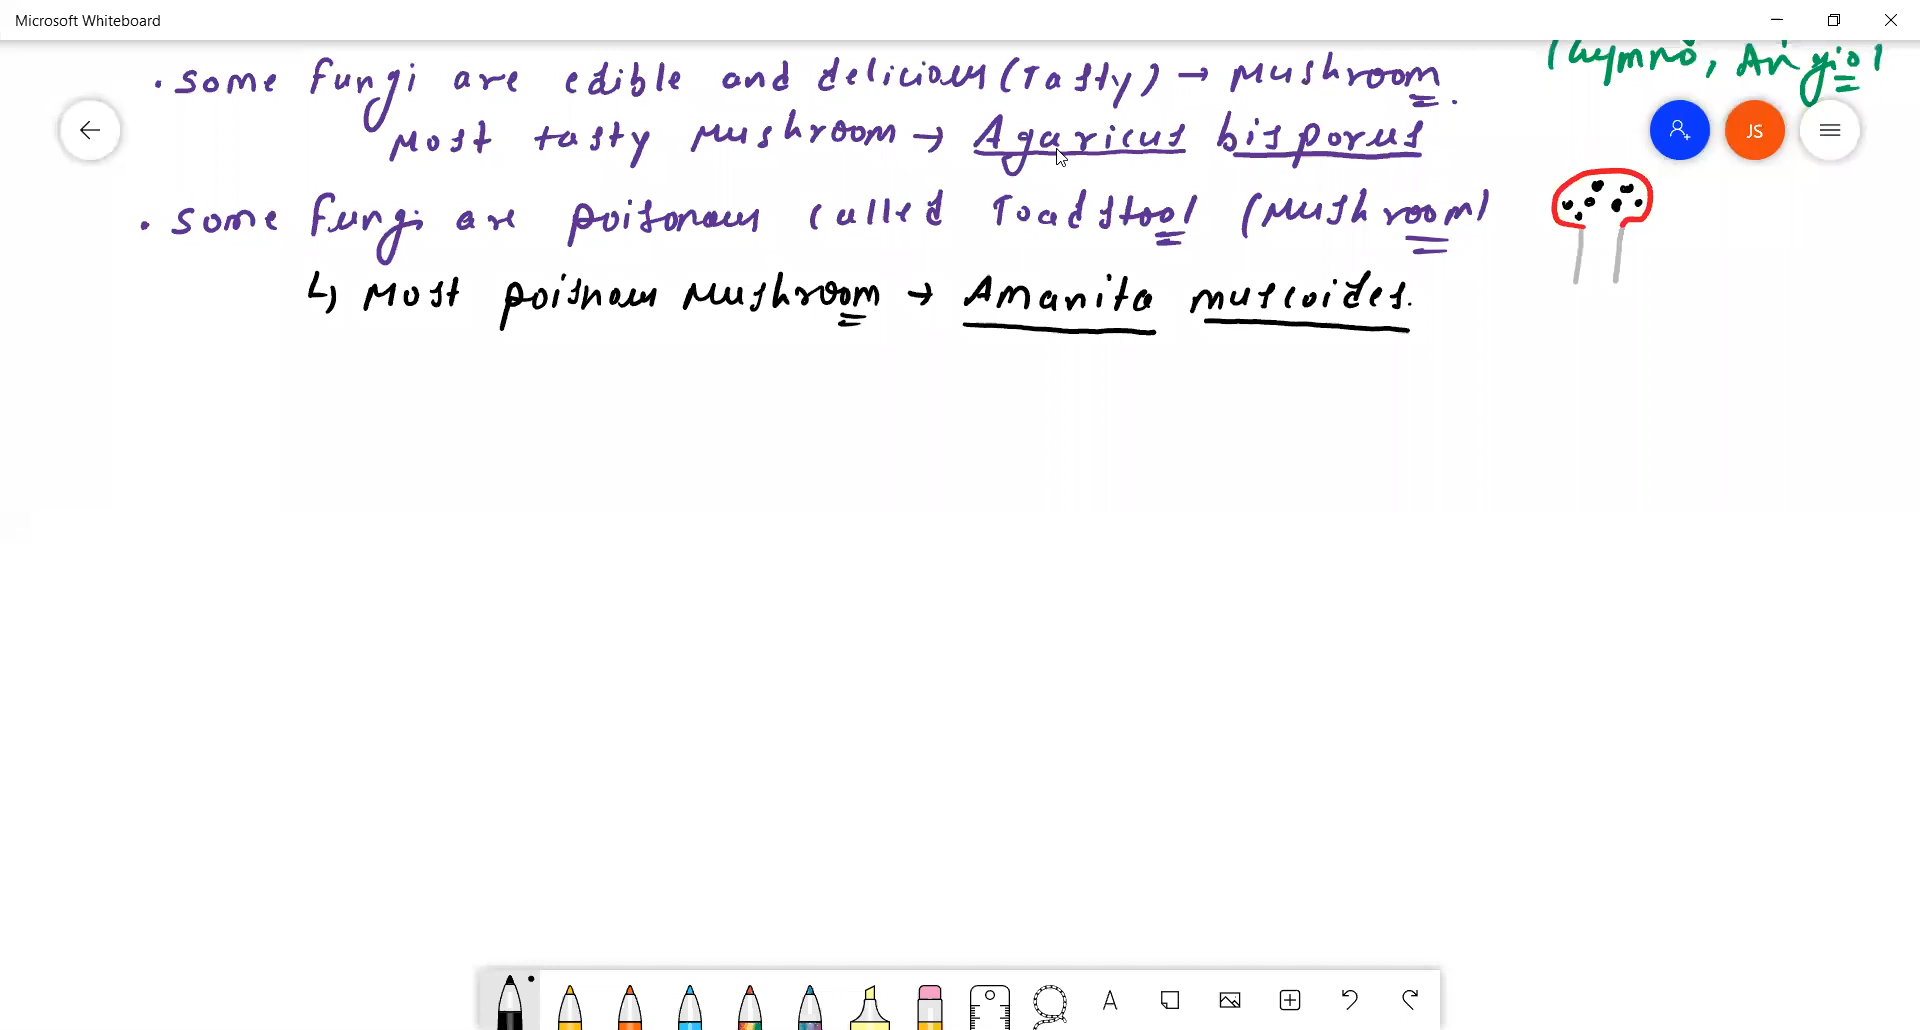 Microsoft Whiteboard
Angio
. Some fungi are edible and delicious (Tasty) → Mushroom.
Most tasty Mushroom → Agaricus bisporus
JS
. Some fungi are poisonous called Toadstool (Mushroom)
↳ Most poisnous Mushroom → Amanita muscoides.
A